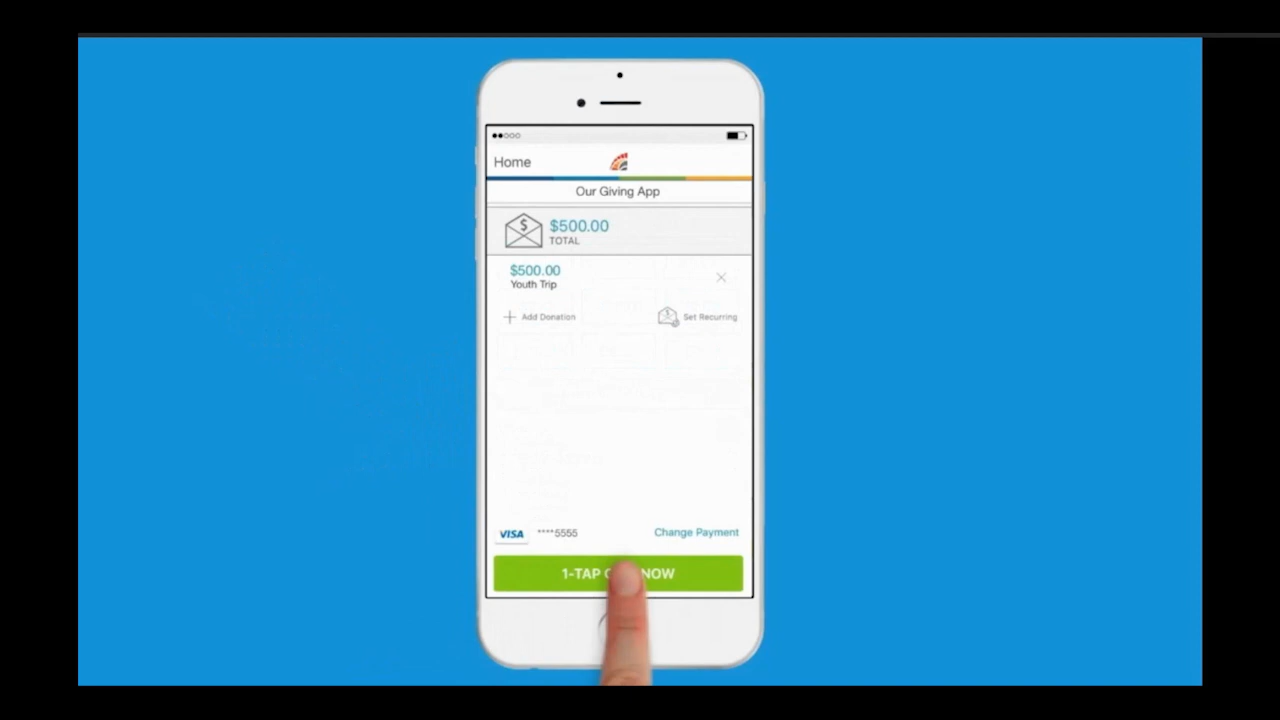 Home
Our Giving App
$500.00
TOTAL
$500.00
Youth Trip
Add Donation
Set Recurring
VISA ****5555
Change Payment
1-TAP NOW